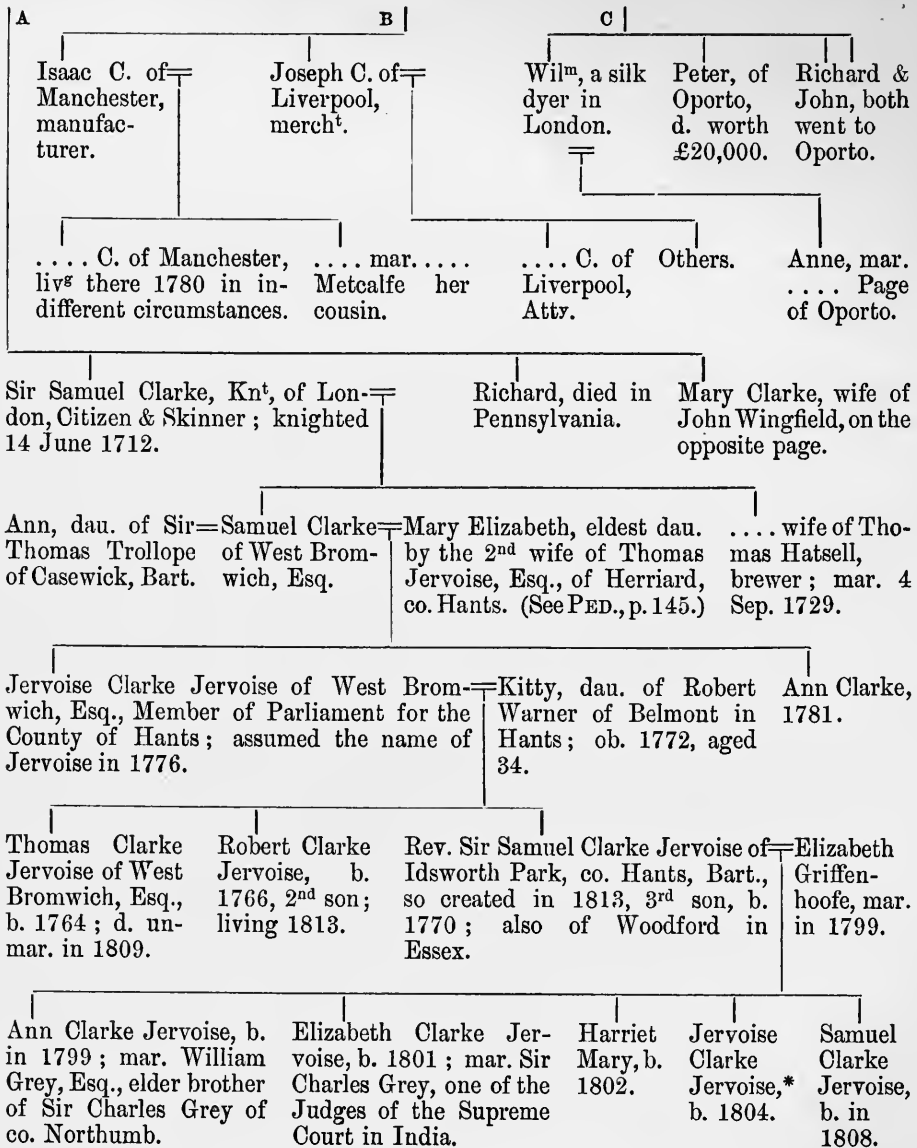 A B C
Isaac C. of
Manchester,
manufac-
turer.
Joseph C. of
Liverpool,
mercht.
Wilm, a silk
dyer in
London.
Peter, of
Oporto,
d. worth
£20,000.
Richard &
John, both
went to
Oporto.
.... C. of Manchester,
livg there 1780 in in-
different circumstances.
.... mar.....
Metcalfe her
cousin.
.... C. of
Liverpool,
Atty.
Others.
Anne, mar.
.... Page
of Oporto.
Sir Samuel Clarke, Knt, of Lon-
don, Citizen & Skinner ; knighted
14 June 1712.
Richard, died in
Pennsylvania.
Mary Clarke, wife of
John Wingfield, on the
opposite page.
Ann, dau. of Sir
Thomas Trollope
of Casewick, Bart.
Samuel Clarke
of West Brom-
wich, Esq.
Mary Elizabeth, eldest dau.
by the 2nd wife of Thomas
Jervoise, Esq., of Herriard,
co. Hants. (See PED., p. 145.)
.... wife of Tho-
mas Hatsell,
brewer ; mar. 4
Sep. 1729.
Jervoise Clarke Jervoise of West Brom-
wich, Esq., Member of Parliament for the
County of Hants ; assumed the name of
Jervoise in 1776.
Kitty, dau. of Robert
Warner of Belmont in
Hants ; ob. 1772, aged
34.
Ann Clarke,
1781.
Thomas Clarke
Jervoise of West
Bromwich, Esq.,
b. 1764 ; d. un-
mar. in 1809.
Robert Clarke
Jervoise, b.
1766, 2nd son ;
living 1813.
Rev. Sir Samuel Clarke Jervoise of
Idsworth Park, co. Hants, Bart.,
so created in 1813, 3rd son, b.
1770 ; also of Woodford in
Essex.
Elizabeth
Griffen-
hoofe, mar.
in 1799.
Ann Clarke Jervoise, b.
in 1799 ; mar. William
Grey, Esq., elder brother
of Sir Charles Grey of
co. Northumb.
Elizabeth Clarke Jer-
voise, b. 1801 ; mar. Sir
Charles Grey, one of the
Judges of the Supreme
Court in India.
Harriet
Mary, b.
1802.
Jervoise
Clarke
Jervoise,*
b. 1804.
Samuel
Clarke
Jervoise,
b. in
1808.